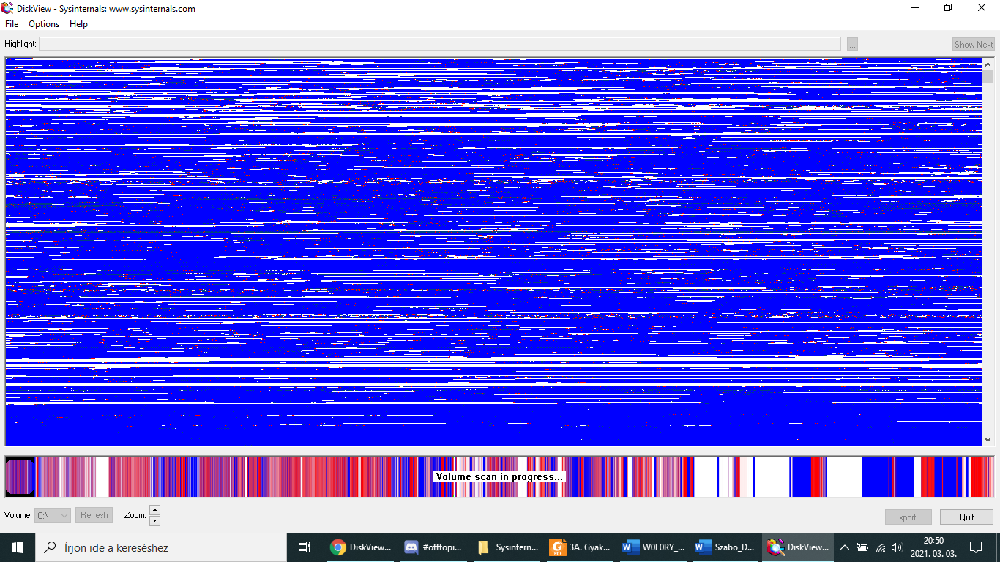 DiskView - Sysinternals: www.sysinternals.com
File Options Help
Highlight: ... Show Next
Volume scan in progress...
Volume: C:\ Refresh Zoom: Export... Quit
Írjon ide a kereséshez
DiskView... #offtopi... Sysintern... 3A. Gyak... W0E0RY_... Szabo_D... DiskView...
20:50
2021. 03. 03.